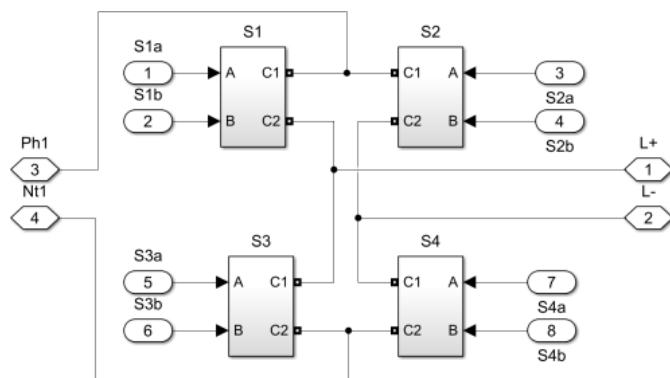 S1 S2
S1a
1 A C1 C1 A 3
S1b S2a
2 B C2 C2 B 4
S2b
Ph1 L+
3 1
Nt1 L-
4 2
S3 S4
S3a
5 A C1 C1 A 7
S3b S4a
6 B C2 C2 B 8
S4b